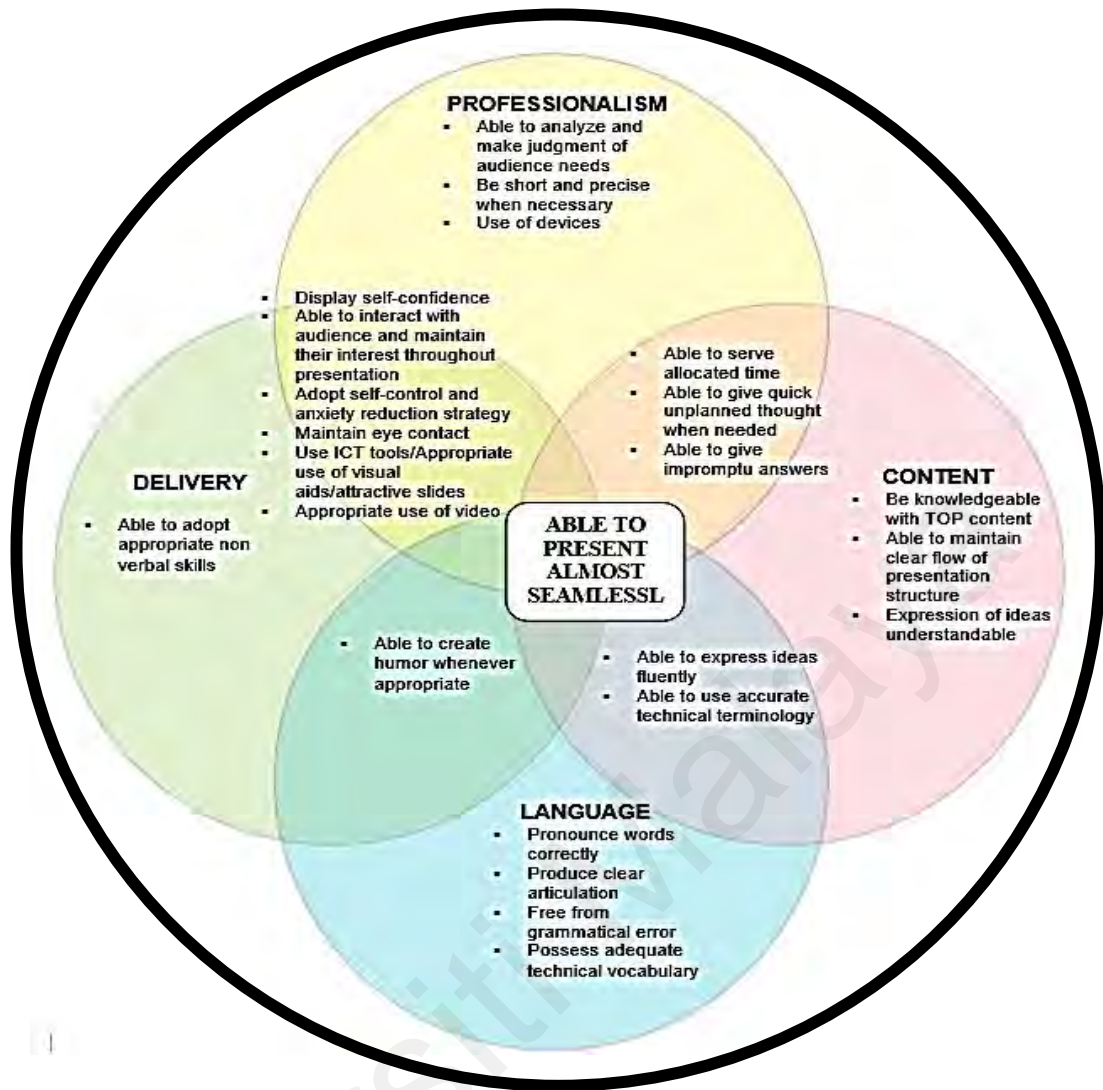 PROFESSIONALISM
▪ Able to analyze and
make judgment of
audience needs
▪ Be short and precise
when necessary
▪ Use of devices
▪ Display self-confidence
▪ Able to interact with
audience and maintain
their interest throughout
presentation
▪ Adopt self-control and
anxiety reduction strategy
▪ Maintain eye contact
▪ Use ICT tools/Appropriate
use of visual
aids/attractive slides
▪ Appropriate use of video
▪ Able to serve
allocated time
▪ Able to give quick
unplanned thought
when needed
▪ Able to give
impromptu answers
DELIVERY
▪ Able to adopt
appropriate non
verbal skills
CONTENT
▪ Be knowledgeable
with TOP content
▪ Able to maintain
clear flow of
presentation
structure
▪ Expression of ideas
understandable
ABLE TO
PRESENT
ALMOST
SEAMLESSL
▪ Able to create
humor whenever
appropriate
▪ Able to express ideas
fluently
▪ Able to use accurate
technical terminology
LANGUAGE
▪ Pronounce words
correctly
▪ Produce clear
articulation
▪ Free from
grammatical error
▪ Possess adequate
technical vocabulary